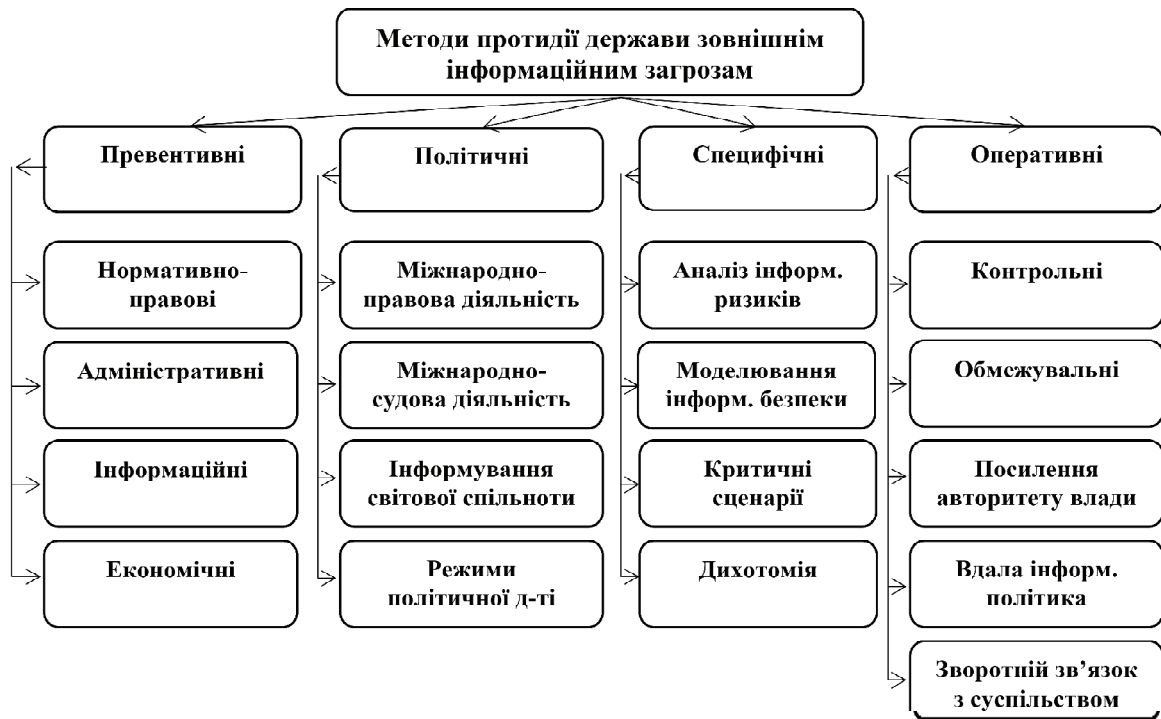 Методи протидії держави зовнішнім
інформаційним загрозам
Превентивні
Нормативно-
правові
Адміністративні
Інформаційні
Економічні
Політичні
Міжнародно-
правова діяльність
Міжнародно-
судова діяльність
Інформування
світової спільноти
Режими
політичної д-ті
Специфічні
Аналіз інформ.
ризиків
Моделювання
інформ. безпеки
Критичні
сценарії
Дихотомія
Оперативні
Контрольні
Обмежувальні
Посилення
авторитету влади
Вдала інформ.
політика
Зворотній зв’язок
з суспільством